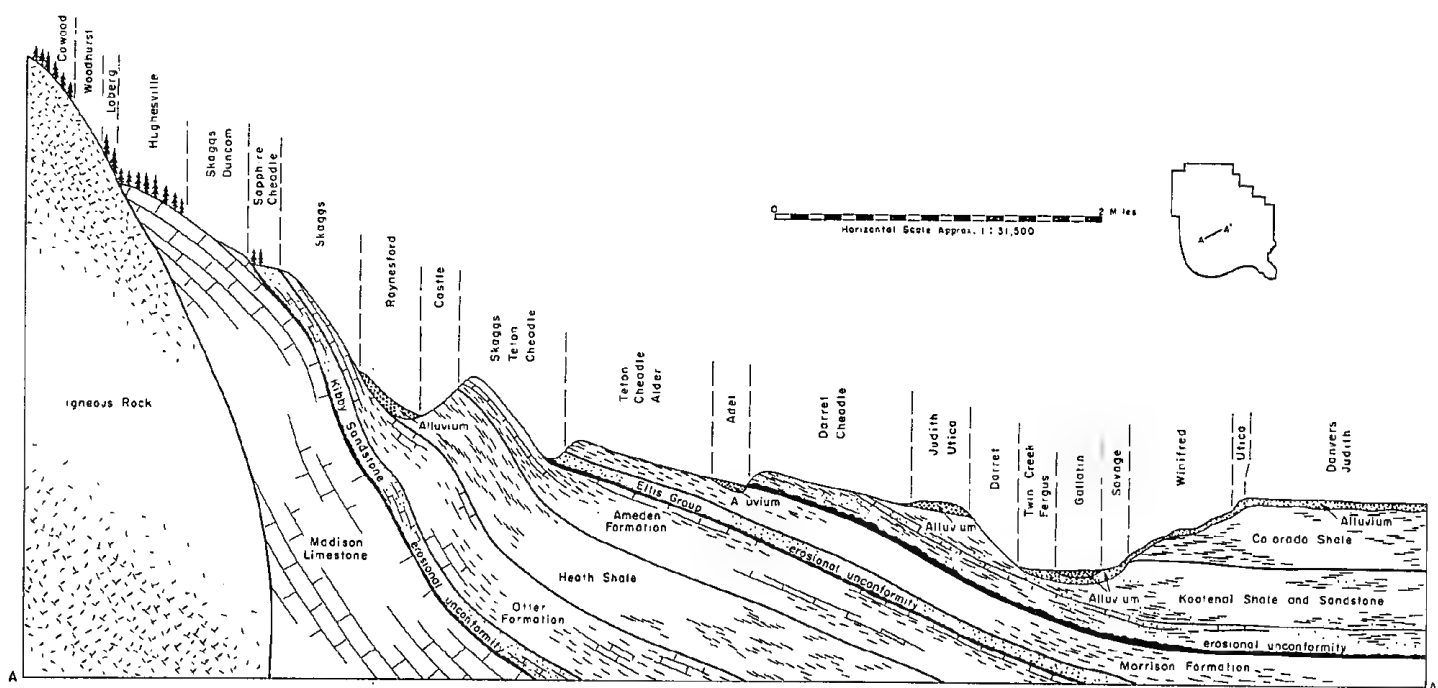 Cowood
Woodhurst
Loberg
Hughesville
Skaggs
Duncom
Sapphire
Cheadle
Skaggs
Raynesford
Castle
Skaggs
Teton
Cheadle
Teton Cheadle
Alder
Adel
Darret
Cheadle
Judith
Utica
Darret
Twin Creek
Fergus
Gallatin
Savage
Winifred
Utica
Danvers
Judith
0
2 Miles
Horizontal Scale Approx. 1:31,500
A
A'
Igneous Rock
Madison
Limestone
Kibby Sandstone
erosional unconformity
Otter
Formation
Heath Shale
Alluvium
Ellis Group
Ameden
Formation
erosional unconformity
Alluvium
Alluvium
Alluvium
Alluvium
Colorado Shale
Kootenai Shale and Sandstone
erosional unconformity
Morrison Formation
A
A